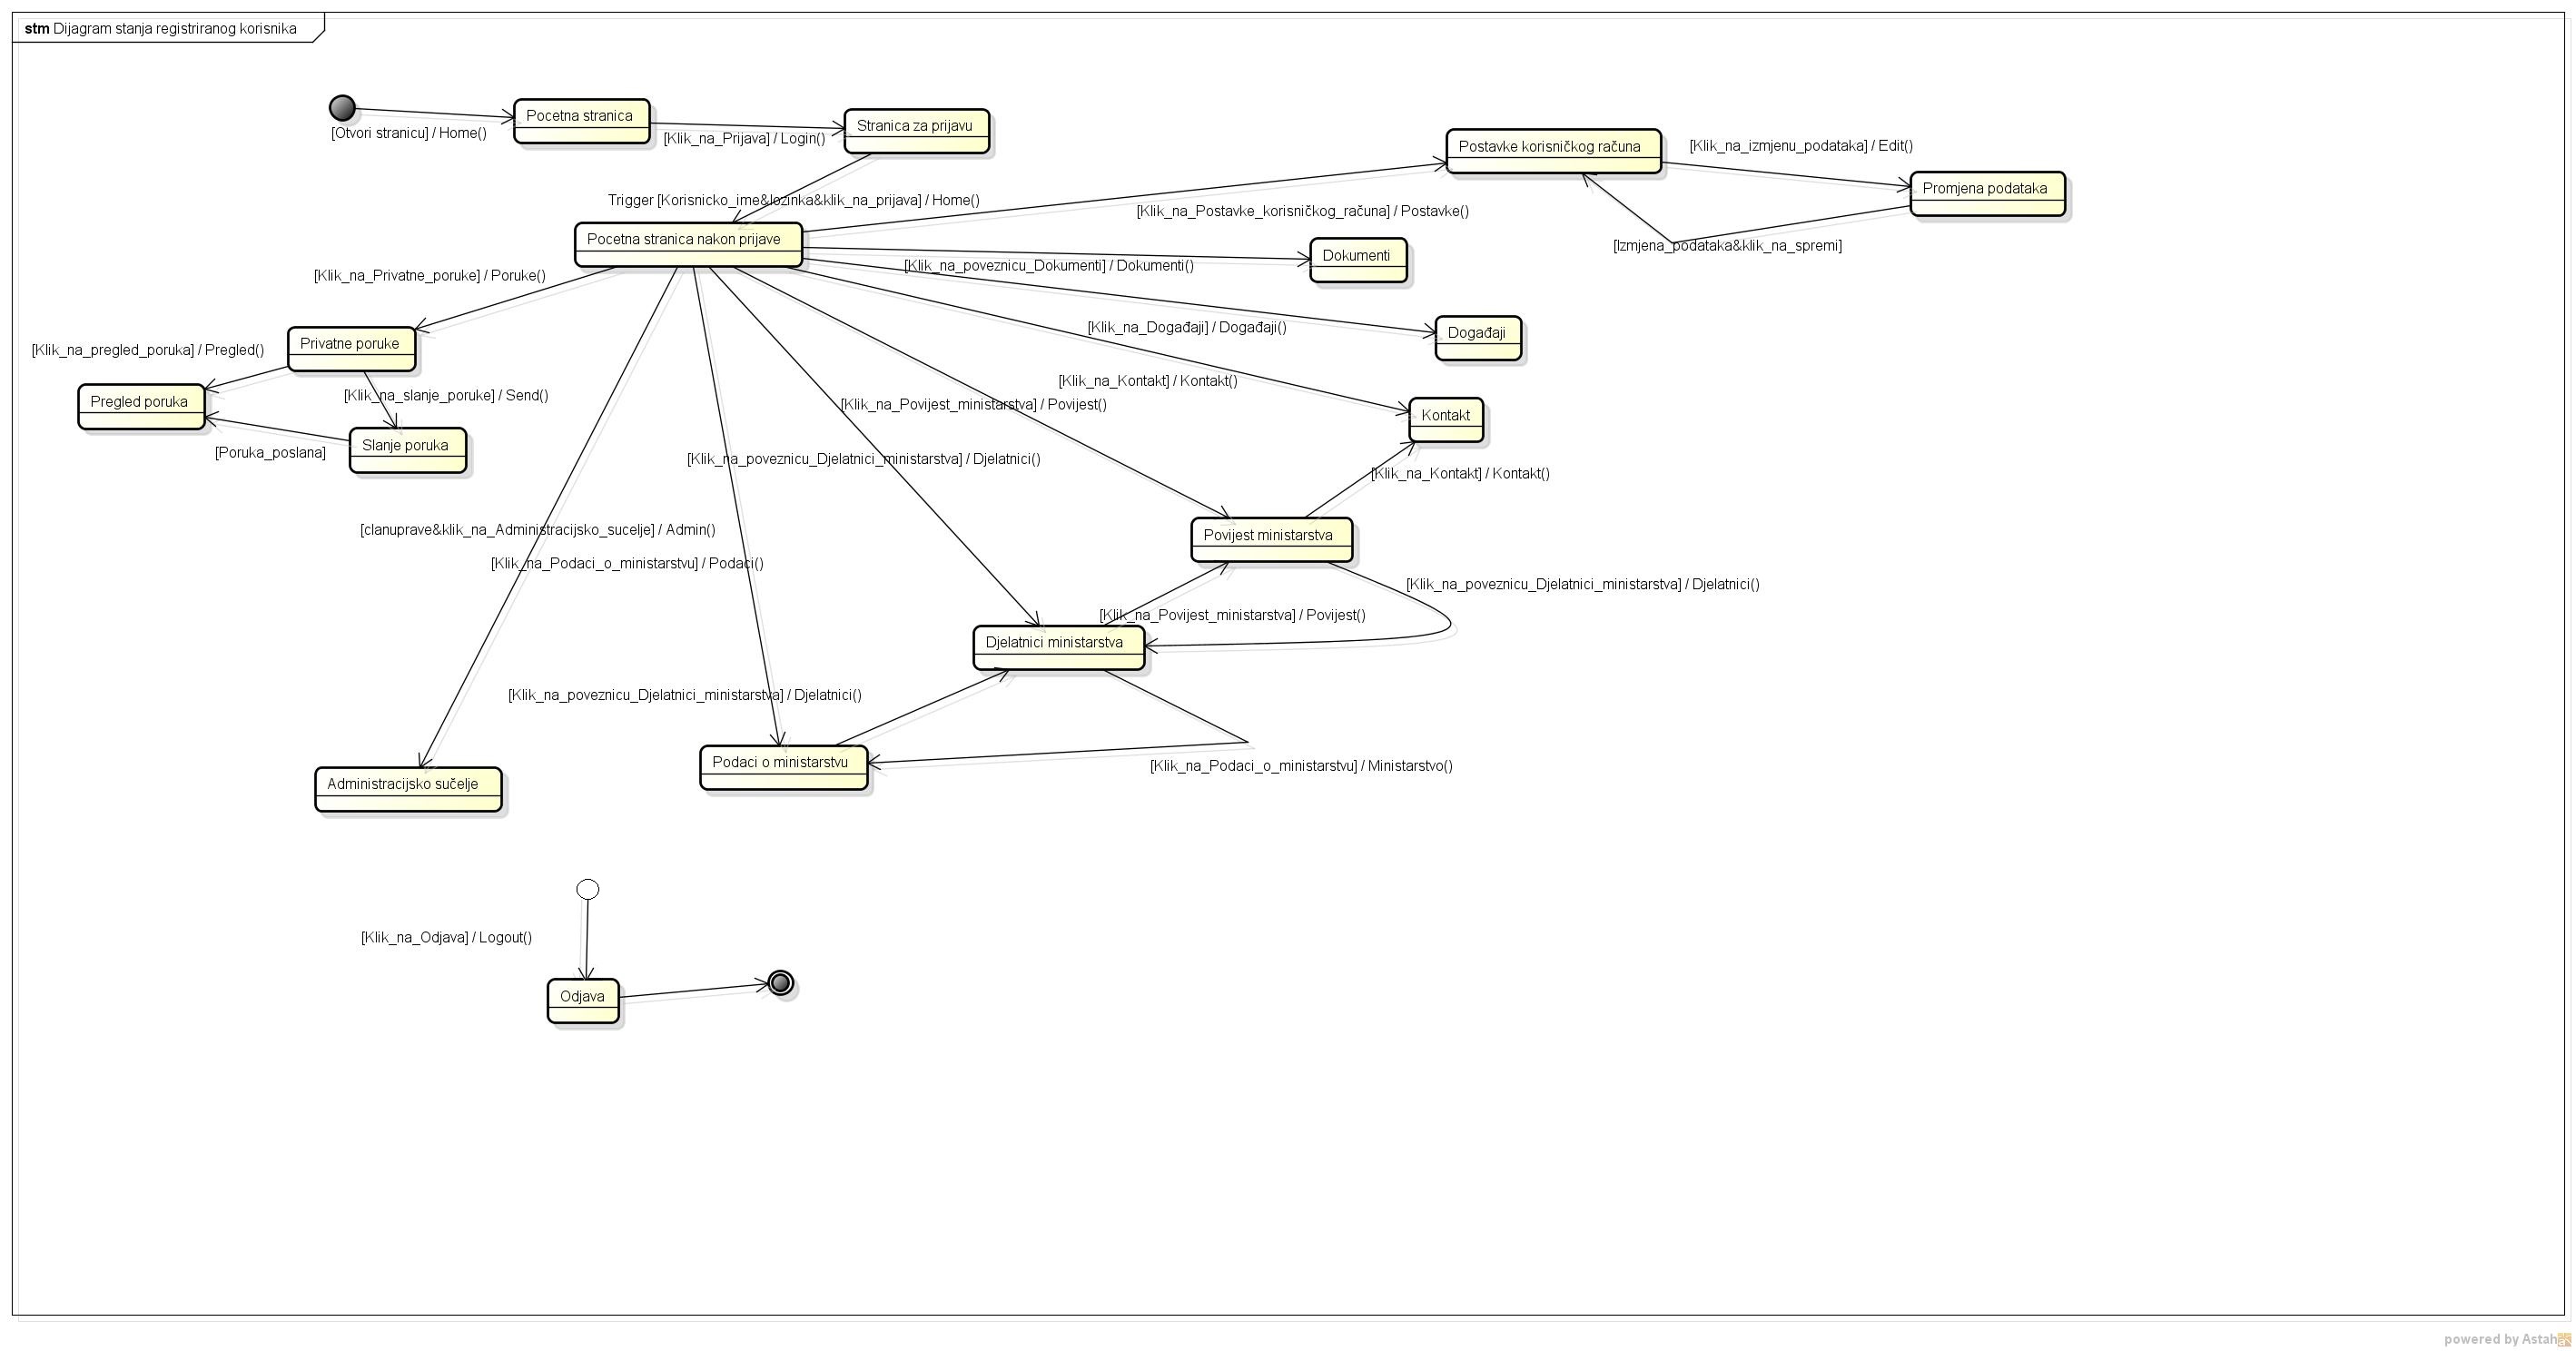 stm Dijagram stanja registriranog korisnika
Pocetna stranica
[Otvori stranicu] / Home()
[Klik_na_Prijava] / Login()
Stranica za prijavu
Postavke korisničkog računa
[Klik_na_izmjenu_podataka] / Edit()
Promjena podataka
Trigger [Korisnicko_ime&lozinka&klik_na_prijava] / Home()
[Klik_na_Postavke_korisničkog_računa] / Postavke()
Pocetna stranica nakon prijave
[Izmjena_podataka&klik_na_spremi]
Dokumenti
[Klik_na_poveznicu_Dokumenti] / Dokumenti()
[Klik_na_Privatne_poruke] / Poruke()
[Klik_na_Događaji] / Događaji()
Događaji
Privatne poruke
[Klik_na_pregled_poruka] / Pregled()
[Klik_na_Kontakt] / Kontakt()
[Klik_na_slanje_poruke] / Send()
Pregled poruka
[Klik_na_Povijest_ministarstva] / Povijest()
Kontakt
Slanje poruka
[Poruka_poslana]
[Klik_na_poveznicu_Djelatnici_ministarstva] / Djelatnici()
[Klik_na_Kontakt] / Kontakt()
[clanuprave&klik_na_Administracijsko_sucelje] / Admin()
Povijest ministarstva
[Klik_na_Podaci_o_ministarstvu] / Podaci()
[Klik_na_poveznicu_Djelatnici_ministarstva] / Djelatnici()
[Klik_na_Povijest_ministarstva] / Povijest()
Djelatnici ministarstva
[Klik_na_poveznicu_Djelatnici_ministarstva] / Djelatnici()
Podaci o ministarstvu
[Klik_na_Podaci_o_ministarstvu] / Ministarstvo()
Administracijsko sučelje
[Klik_na_Odjava] / Logout()
Odjava
powered by Astah